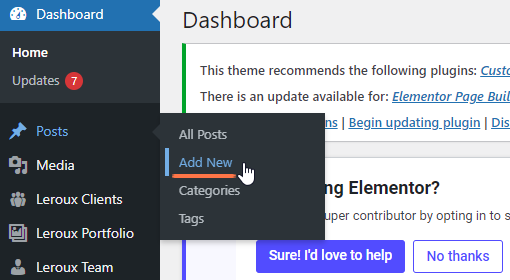 Dashboard
Home
Updates 7
Posts
Media
Leroux Clients
Leroux Portfolio
Leroux Team
All Posts
Add New
Categories
Tags
Dashboard
This theme recommends the following plugins: Custo
There is an update available for: Elementor Page Buil
ns | Begin updating plugin | Dis
ng Elementor?
uper contributor by opting in to s
Sure! I'd love to help
No thanks